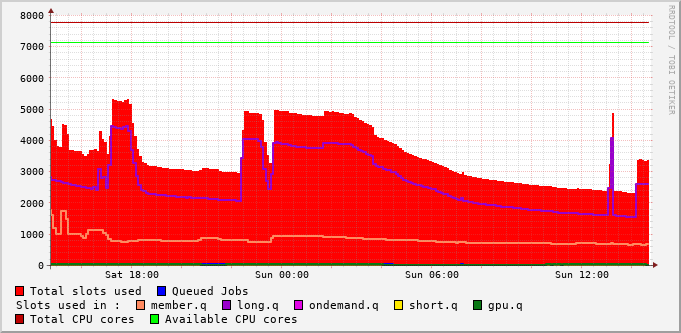 8000
7000
6000
5000
4000
3000
2000
1000
0
Sat 18:00 Sun 00:00 Sun 06:00 Sun 12:00
RRDTOOL / TOBI OETIKER
Total slots used Queued Jobs
Slots used in : member.q long.q ondemand.q short.q gpu.q
Total CPU cores Available CPU cores